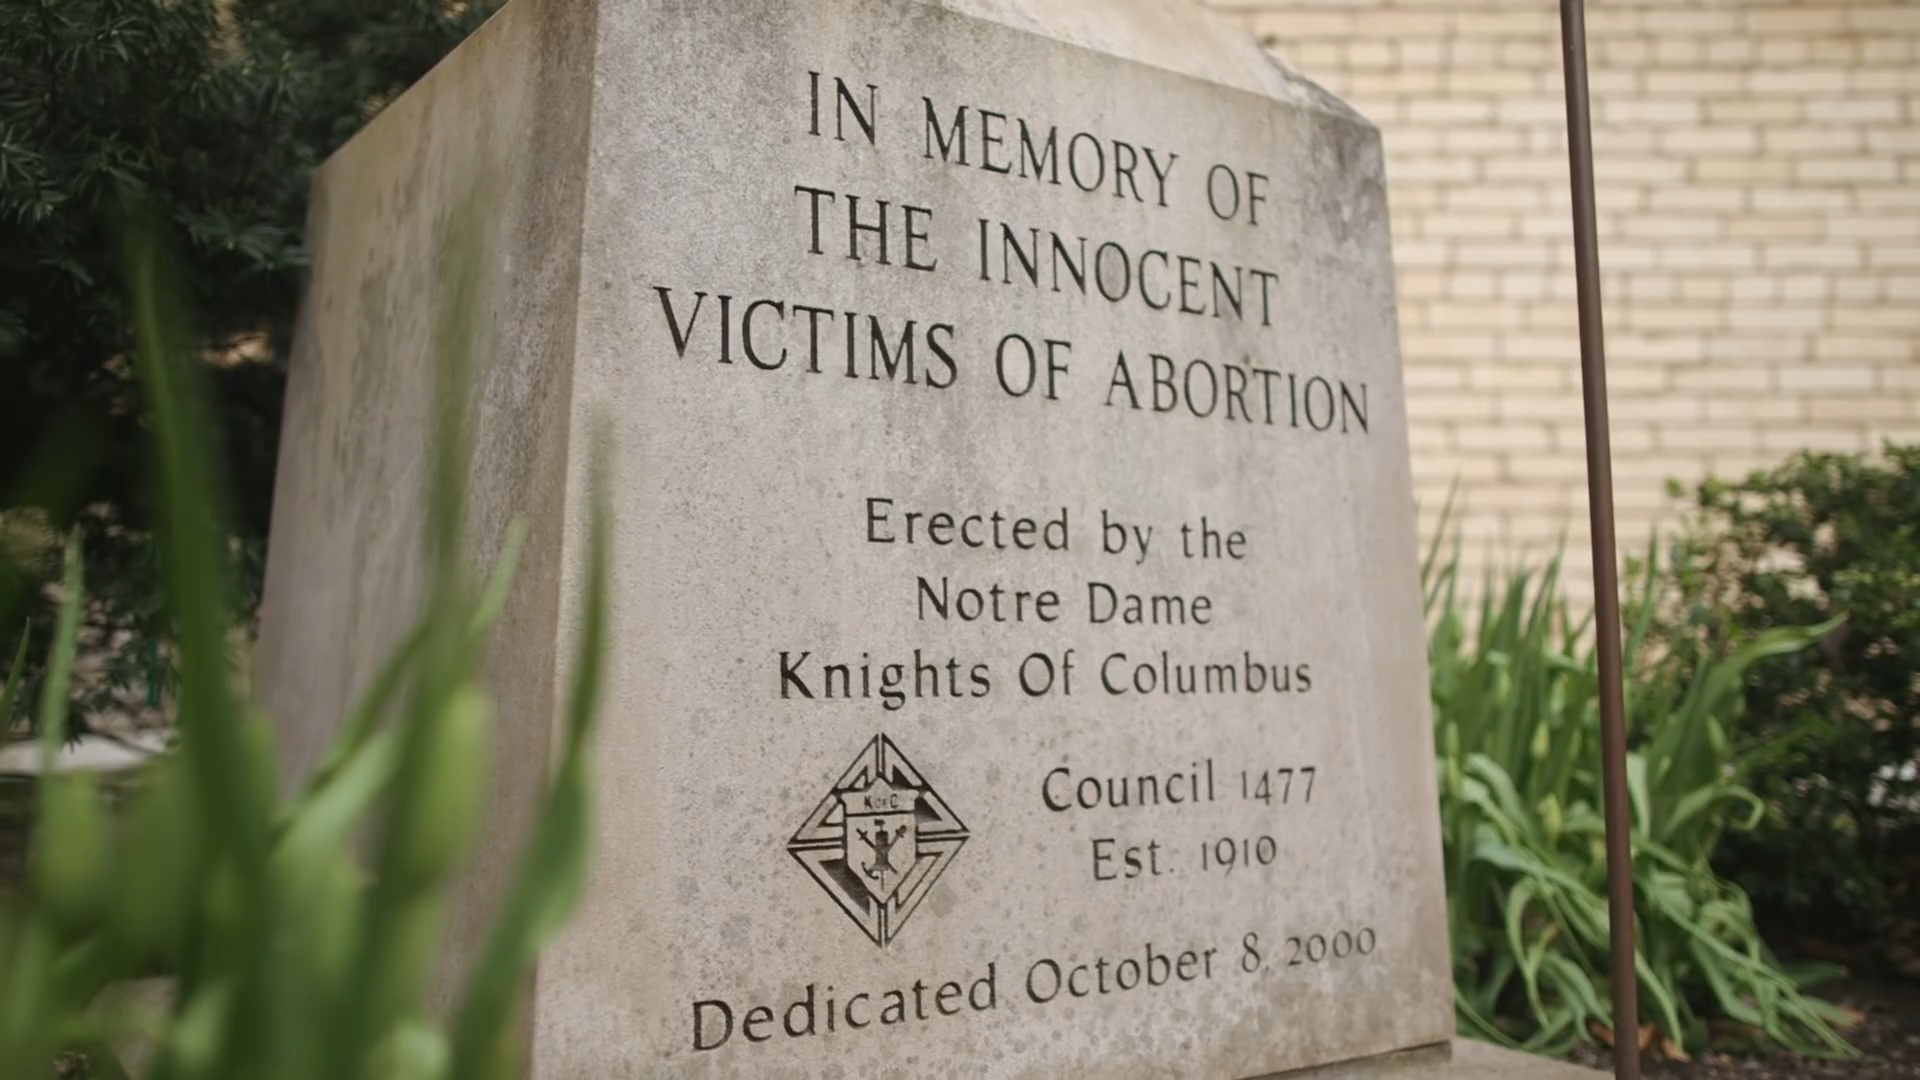 IN MEMORY OF
THE INNOCENT
VICTIMS OF ABORTION
Erected by the
Notre Dame
Knights Of Columbus
K OF C
Council 1477
Est. 1910
Dedicated October 8, 2000